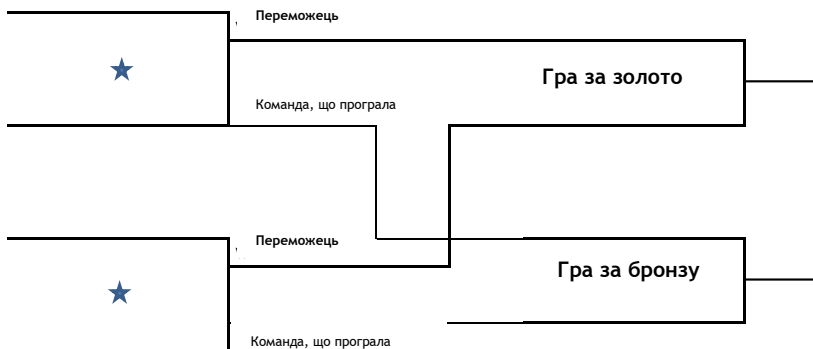 Переможець
Гра за золото
Команда, що програла
Переможець
Гра за бронзу
Команда, що програла